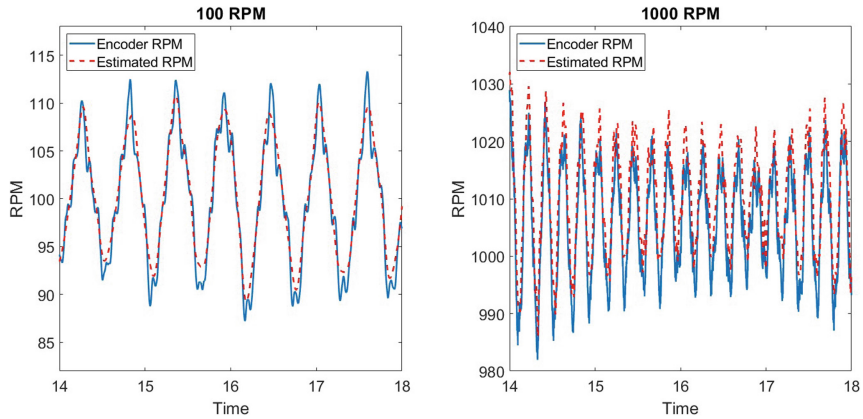 100 RPM
Encoder RPM
Estimated RPM
115
110
105
100
95
90
85
RPM
14
15
16
17
18
Time
1000 RPM
Encoder RPM
Estimated RPM
1040
1030
1020
1010
1000
990
980
RPM
14
15
16
17
18
Time